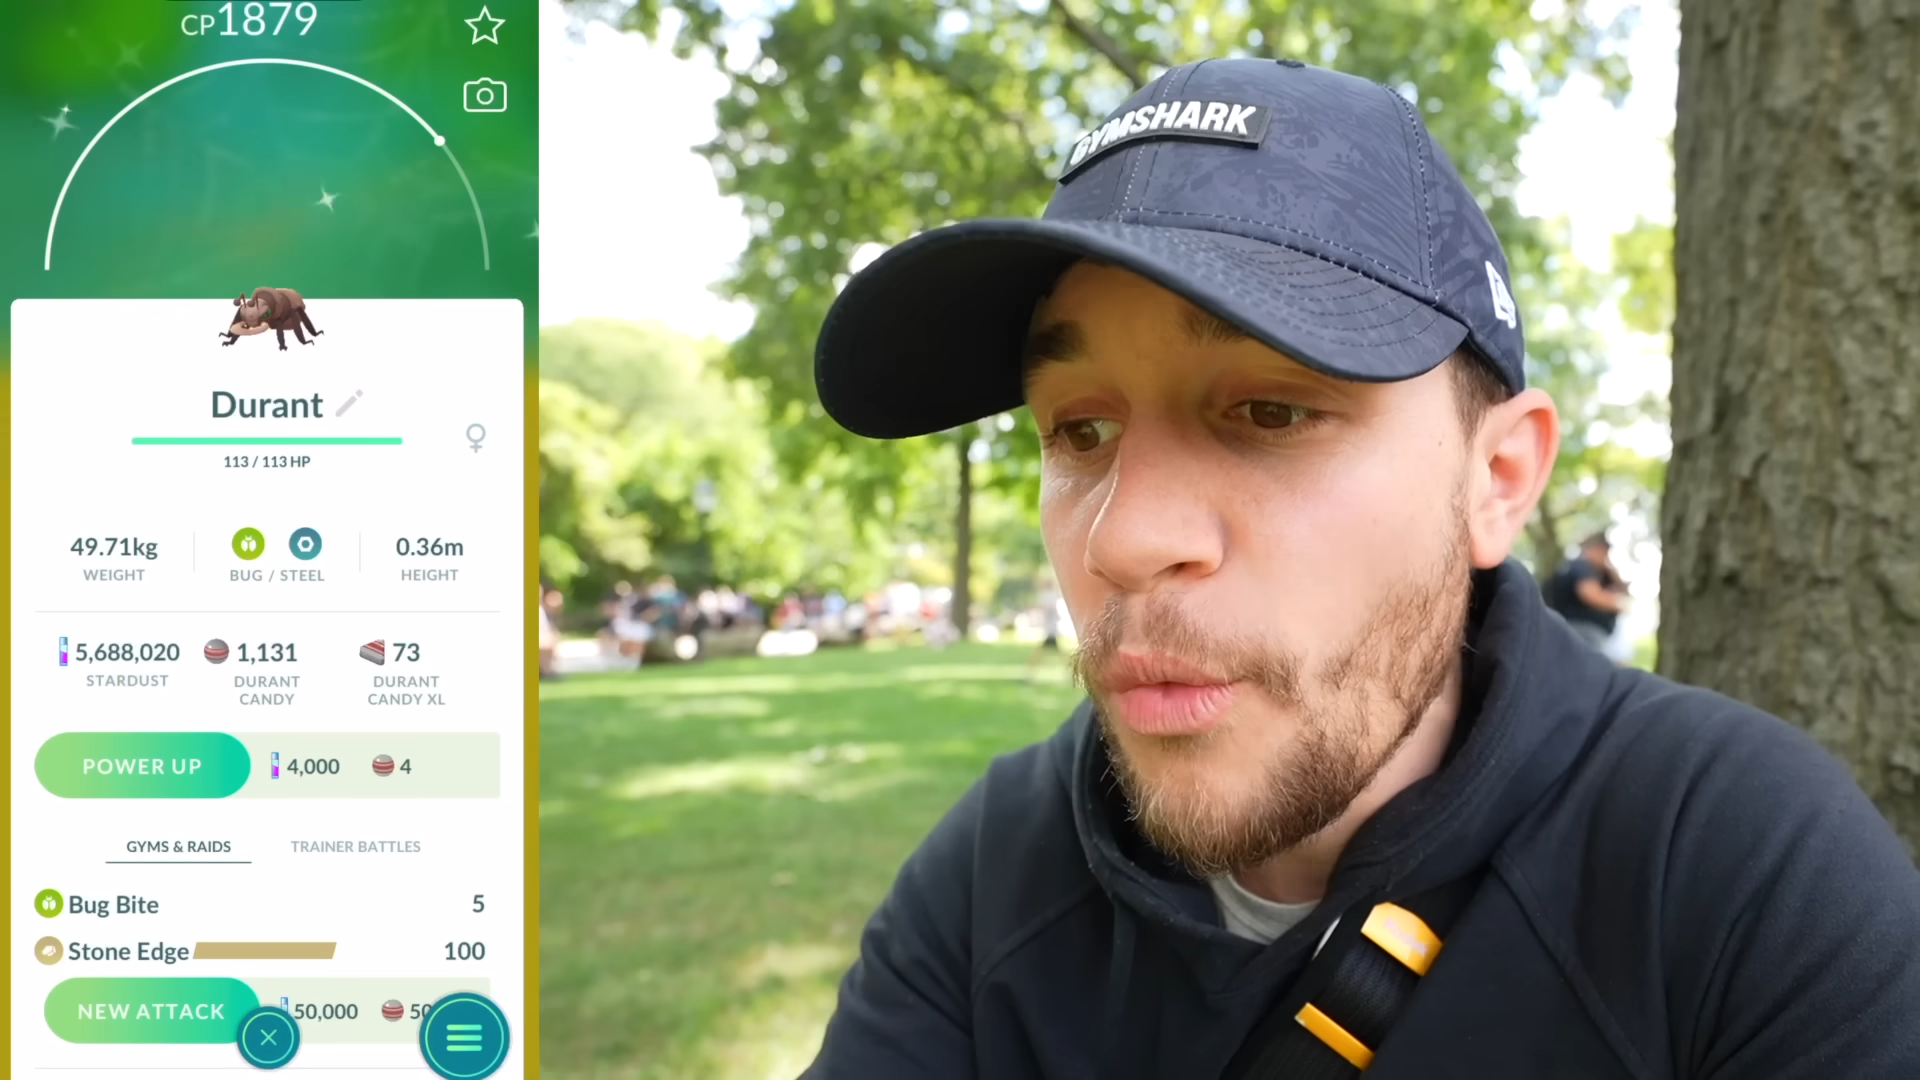 CP1879
Durant
113 / 113 HP
49.71kg
WEIGHT
BUG / STEEL
0.36m
HEIGHT
5,688,020
STARDUST
1,131
DURANT
CANDY
73
DURANT
CANDY XL
POWER UP
4,000
4
GYMS & RAIDS
TRAINER BATTLES
Bug Bite
5
Stone Edge
100
NEW ATTACK
50,000
50
GYMSHARK